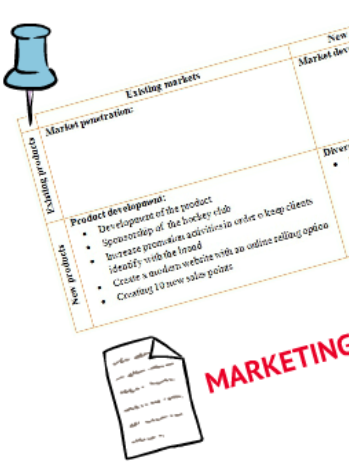 Existing markets
New
Market penetration:
Market dev
Existing products
New products
Product development:
Development of the product
Sponsorship of the hockey club
Increase promotion activities in order o keep clients
identify with the brand
Create a modern website with an online selling option
Creating 10 new sales points
Divers
MARKETING